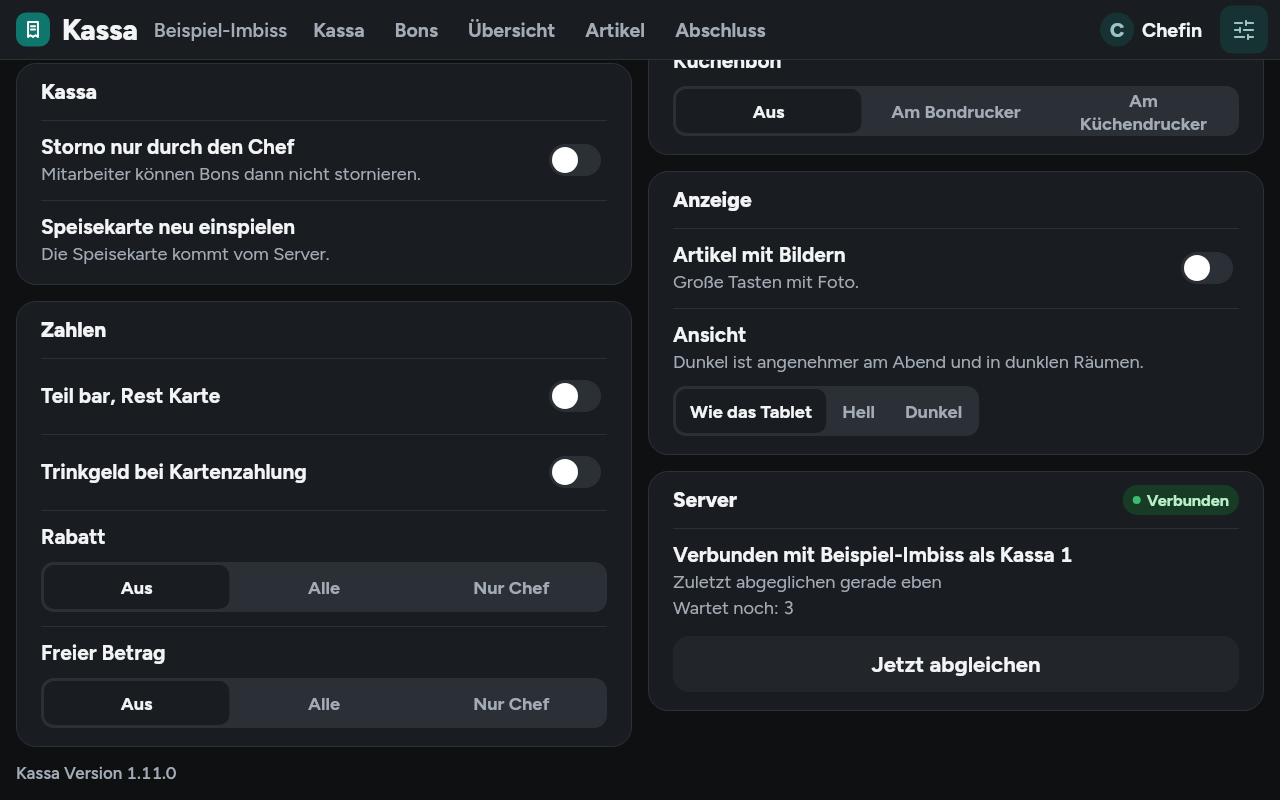 Kassa
Beispiel-Imbiss
Kassa
Bons
Übersicht
Artikel
Abschluss
C
Chefin
Kassa
Storno nur durch den Chef
Mitarbeiter können Bons dann nicht stornieren.
Speisekarte neu einspielen
Die Speisekarte kommt vom Server.
Zahlen
Teil bar, Rest Karte
Trinkgeld bei Kartenzahlung
Rabatt
Aus
Alle
Nur Chef
Freier Betrag
Aus
Alle
Nur Chef
Kassa Version 1.11.0
Küchenbon
Aus
Am Bondrucker
Am
Küchendrucker
Anzeige
Artikel mit Bildern
Große Tasten mit Foto.
Ansicht
Dunkel ist angenehmer am Abend und in dunklen Räumen.
Wie das Tablet
Hell
Dunkel
Server
Verbunden
Verbunden mit Beispiel-Imbiss als Kassa 1
Zuletzt abgeglichen gerade eben
Wartet noch: 3
Jetzt abgleichen